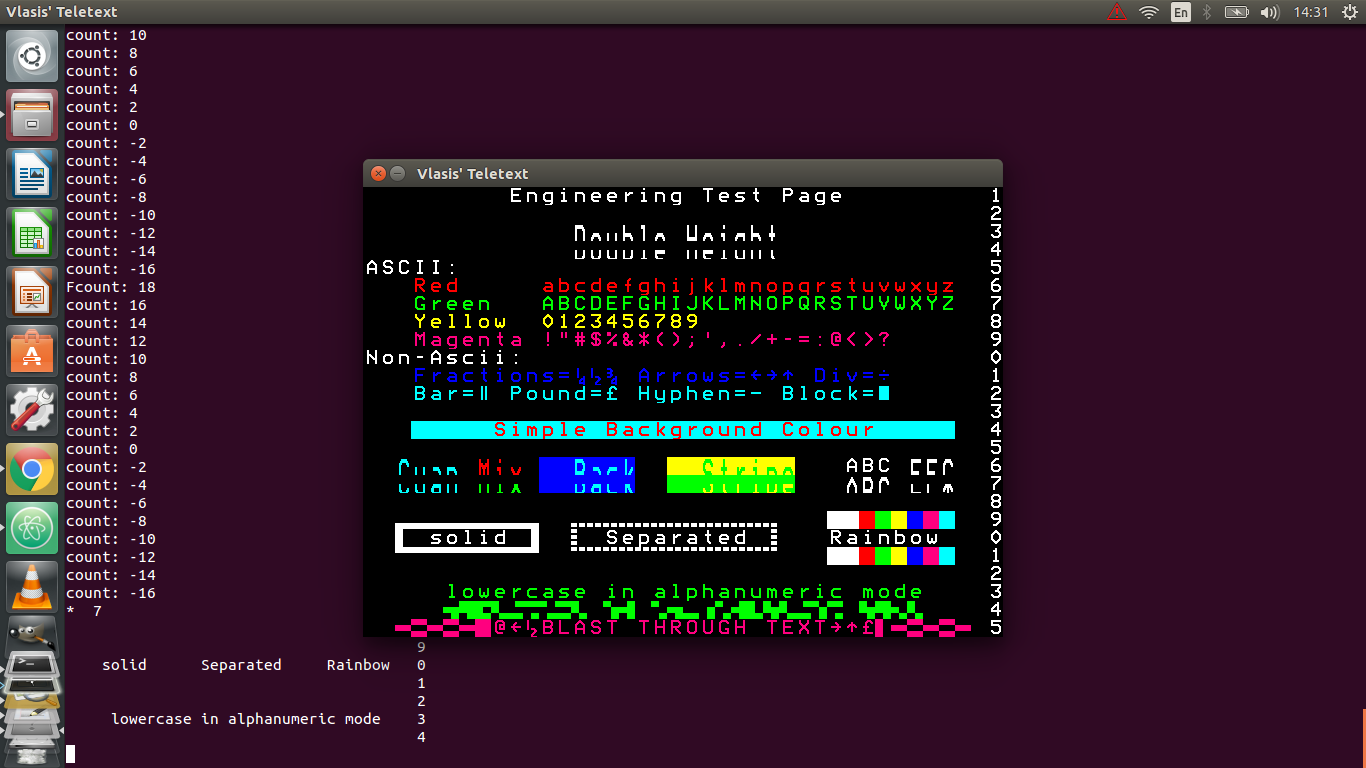 Vlasis' Teletext
En
14:31
count: 10
count: 8
count: 6
count: 4
count: 2
count: 0
count: -2
count: -4
count: -6
count: -8
count: -10
count: -12
count: -14
count: -16
Fcount: 18
count: 16
count: 14
count: 12
count: 10
count: 8
count: 6
count: 4
count: 2
count: 0
count: -2
count: -4
count: -6
count: -8
count: -10
count: -12
count: -14
count: -16
*  7
9
solid Separated Rainbow 0
1
2
lowercase in alphanumeric mode 3
4
Vlasis' Teletext
Engineering Test Page 1
2
Double Height 3
4
ASCII: 5
Red abcdefghijklmnopqrstuvwxyz 6
Green ABCDEFGHIJKLMNOPQRSTUVWXYZ 7
Yellow 0123456789 8
Magenta !"#$%&*();',./+-=:@<>? 9
Non-Ascii: 0
Fractions=¼½¾ Arrows=←→↑ Div=÷ 1
Bar=‖ Pound=£ Hyphen=- Block=■ 2
3
Simple Background Colour 4
5
Cyan Mix Back Stripe ABC 6
7
8
9
solid Separated Rainbow 0
1
2
lowercase in alphanumeric mode 3
4
@←½BLAST THROUGH TEXT→↑£ 5